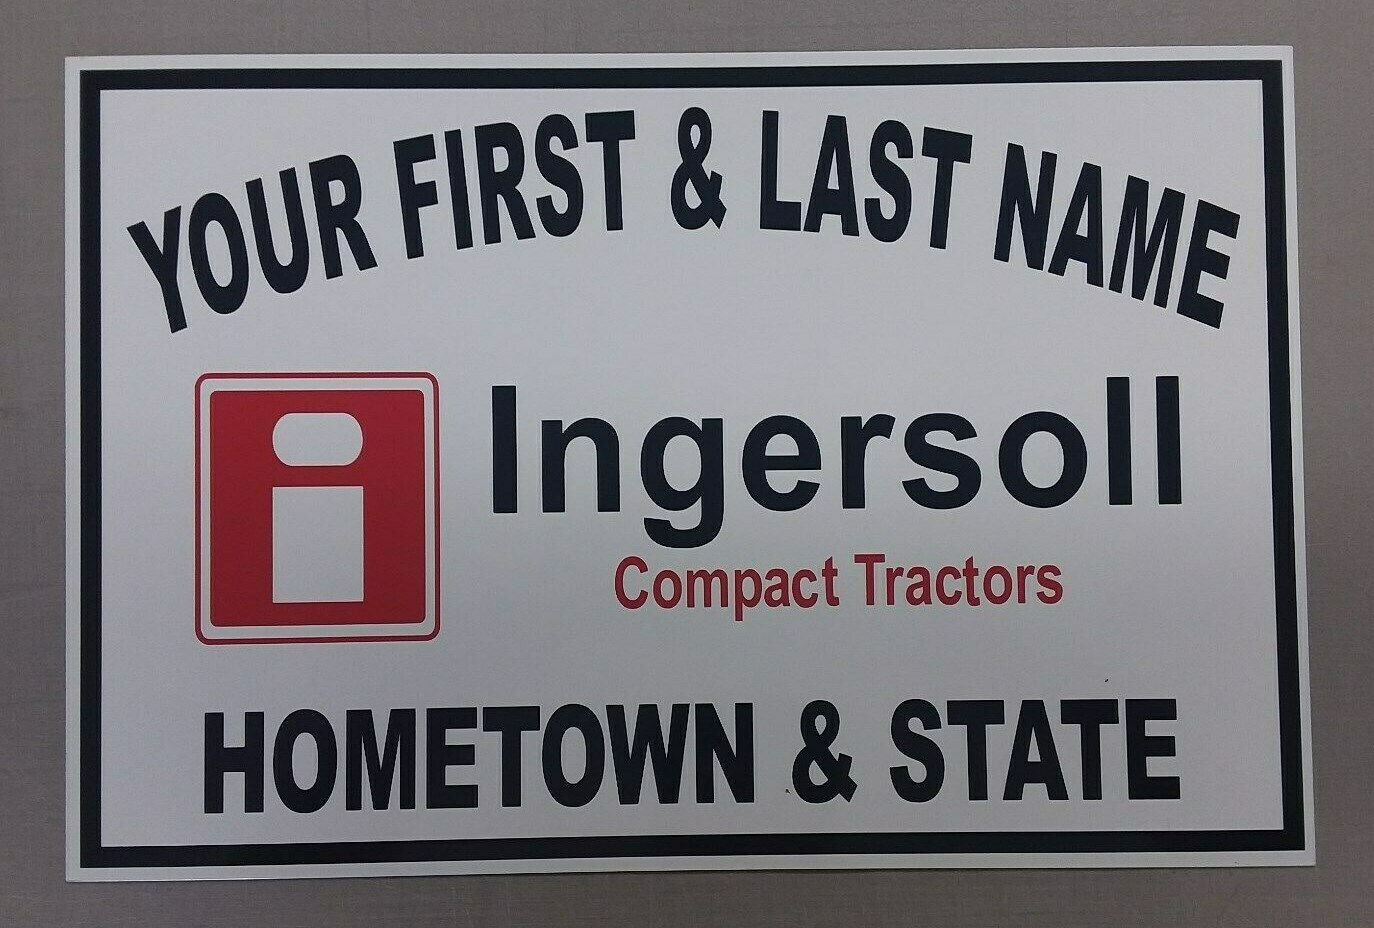 YOUR FIRST & LAST NAME
i Ingersoll
Compact Tractors
HOMETOWN & STATE